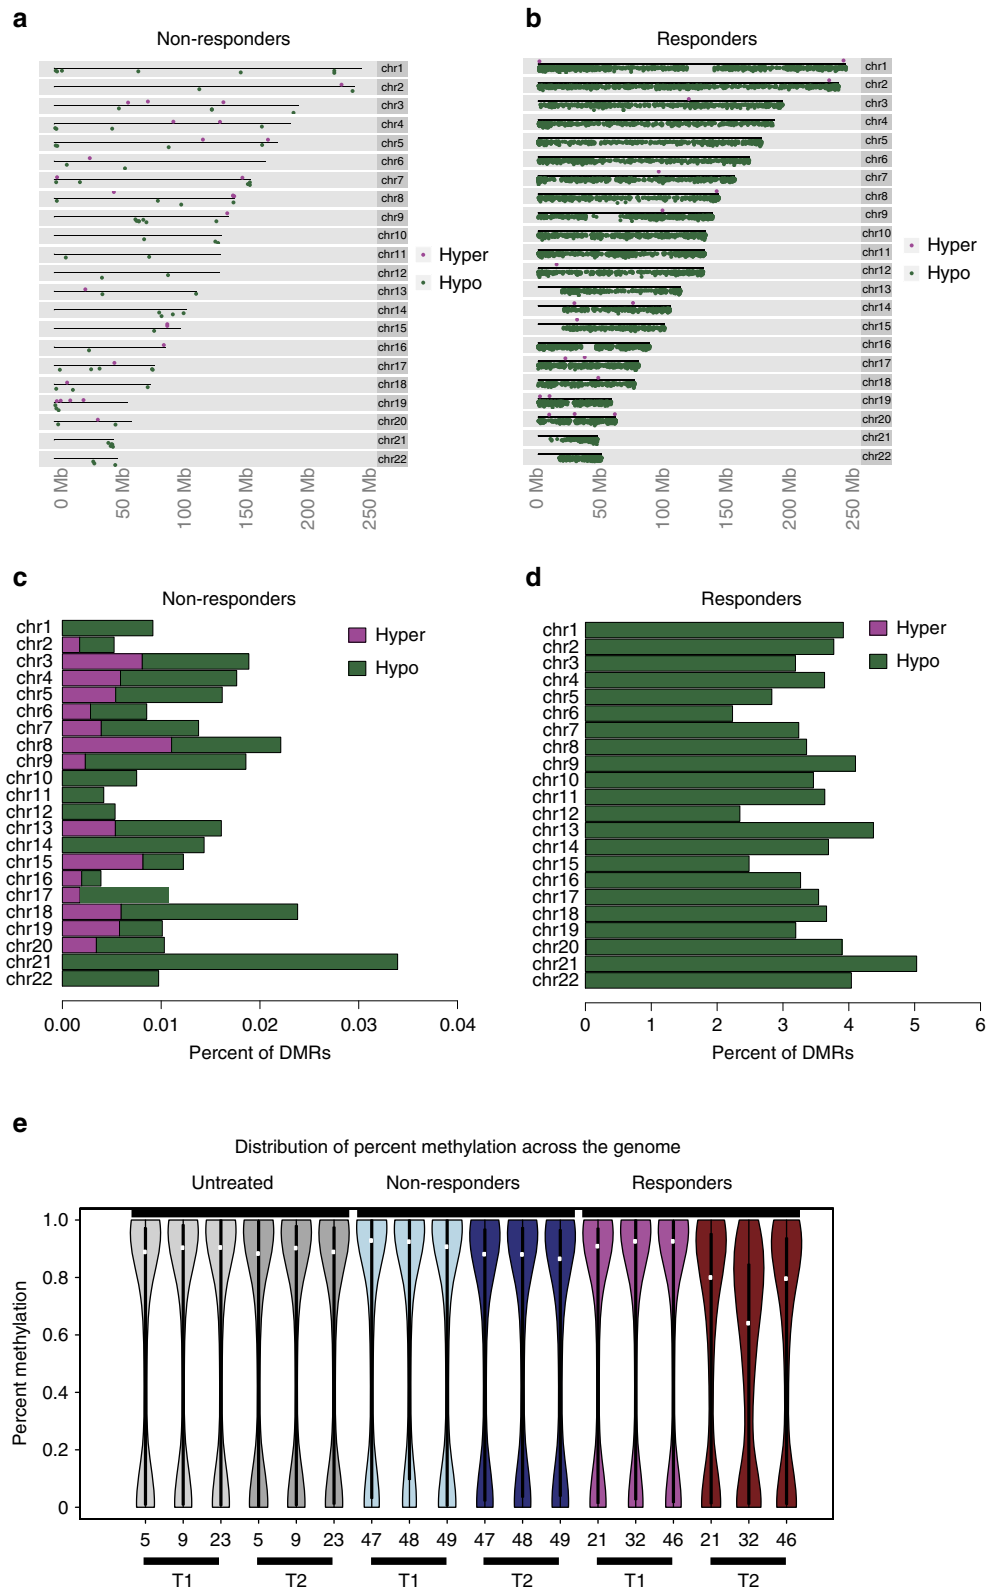 a
Non-responders
chr1
chr2
chr3
chr4
chr5
chr6
chr7
chr8
chr9
chr10
chr11
chr12
chr13
chr14
chr15
chr16
chr17
chr18
chr19
chr20
chr21
chr22
0 Mb
50 Mb
100 Mb
150 Mb
200 Mb
250 Mb
Hyper
Hypo
b
Responders
chr1
chr2
chr3
chr4
chr5
chr6
chr7
chr8
chr9
chr10
chr11
chr12
chr13
chr14
chr15
chr16
chr17
chr18
chr19
chr20
chr21
chr22
0 Mb
50 Mb
100 Mb
150 Mb
200 Mb
250 Mb
Hyper
Hypo
c
Non-responders
chr1
chr2
chr3
chr4
chr5
chr6
chr7
chr8
chr9
chr10
chr11
chr12
chr13
chr14
chr15
chr16
chr17
chr18
chr19
chr20
chr21
chr22
Hyper
Hypo
0.00 0.01 0.02 0.03 0.04
Percent of DMRs
d
Responders
chr1
chr2
chr3
chr4
chr5
chr6
chr7
chr8
chr9
chr10
chr11
chr12
chr13
chr14
chr15
chr16
chr17
chr18
chr19
chr20
chr21
chr22
Hyper
Hypo
0 1 2 3 4 5 6
Percent of DMRs
e
Distribution of percent methylation across the genome
Untreated Non-responders Responders
Percent methylation
1.0
0.8
0.6
0.4
0.2
0
5 9 23 5 9 23 47 48 49 47 48 49 21 32 46 21 32 46
T1 T2 T1 T2 T1 T2